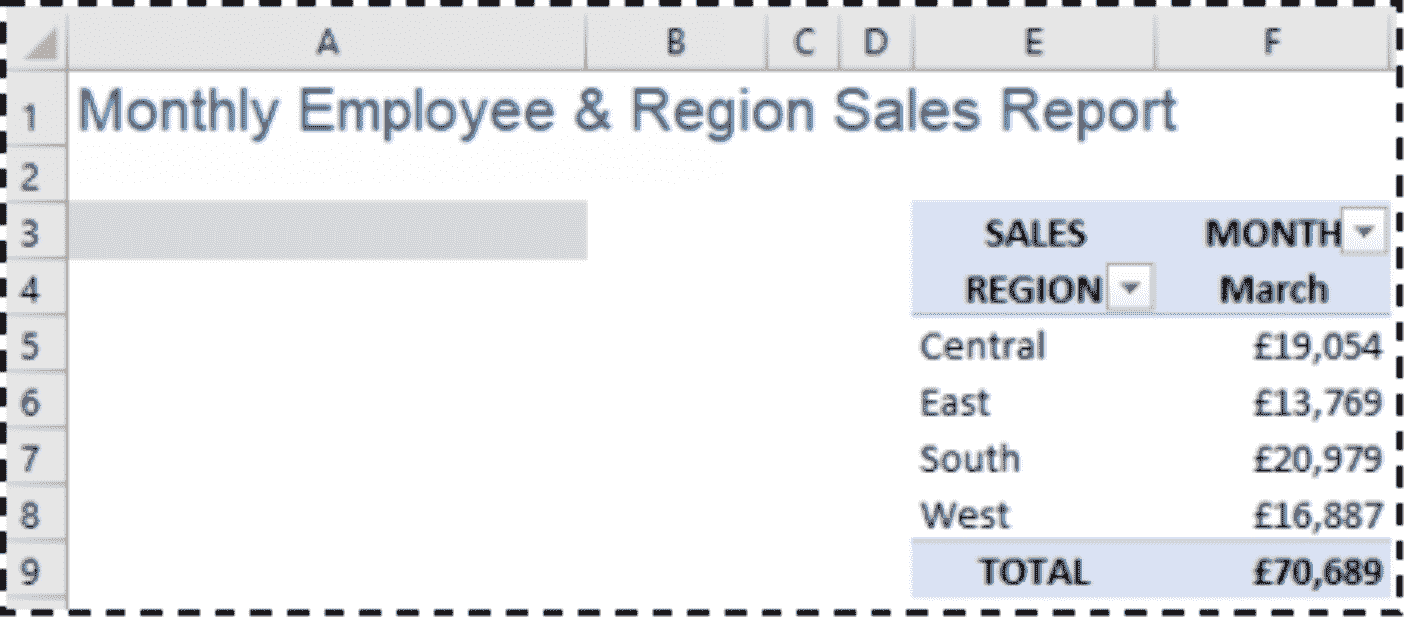 A B C D E F
1 Monthly Employee & Region Sales Report
2
3 SALES MONTH
4 REGION March
5 Central £19,054
6 East £13,769
7 South £20,979
8 West £16,887
9 TOTAL £70,689